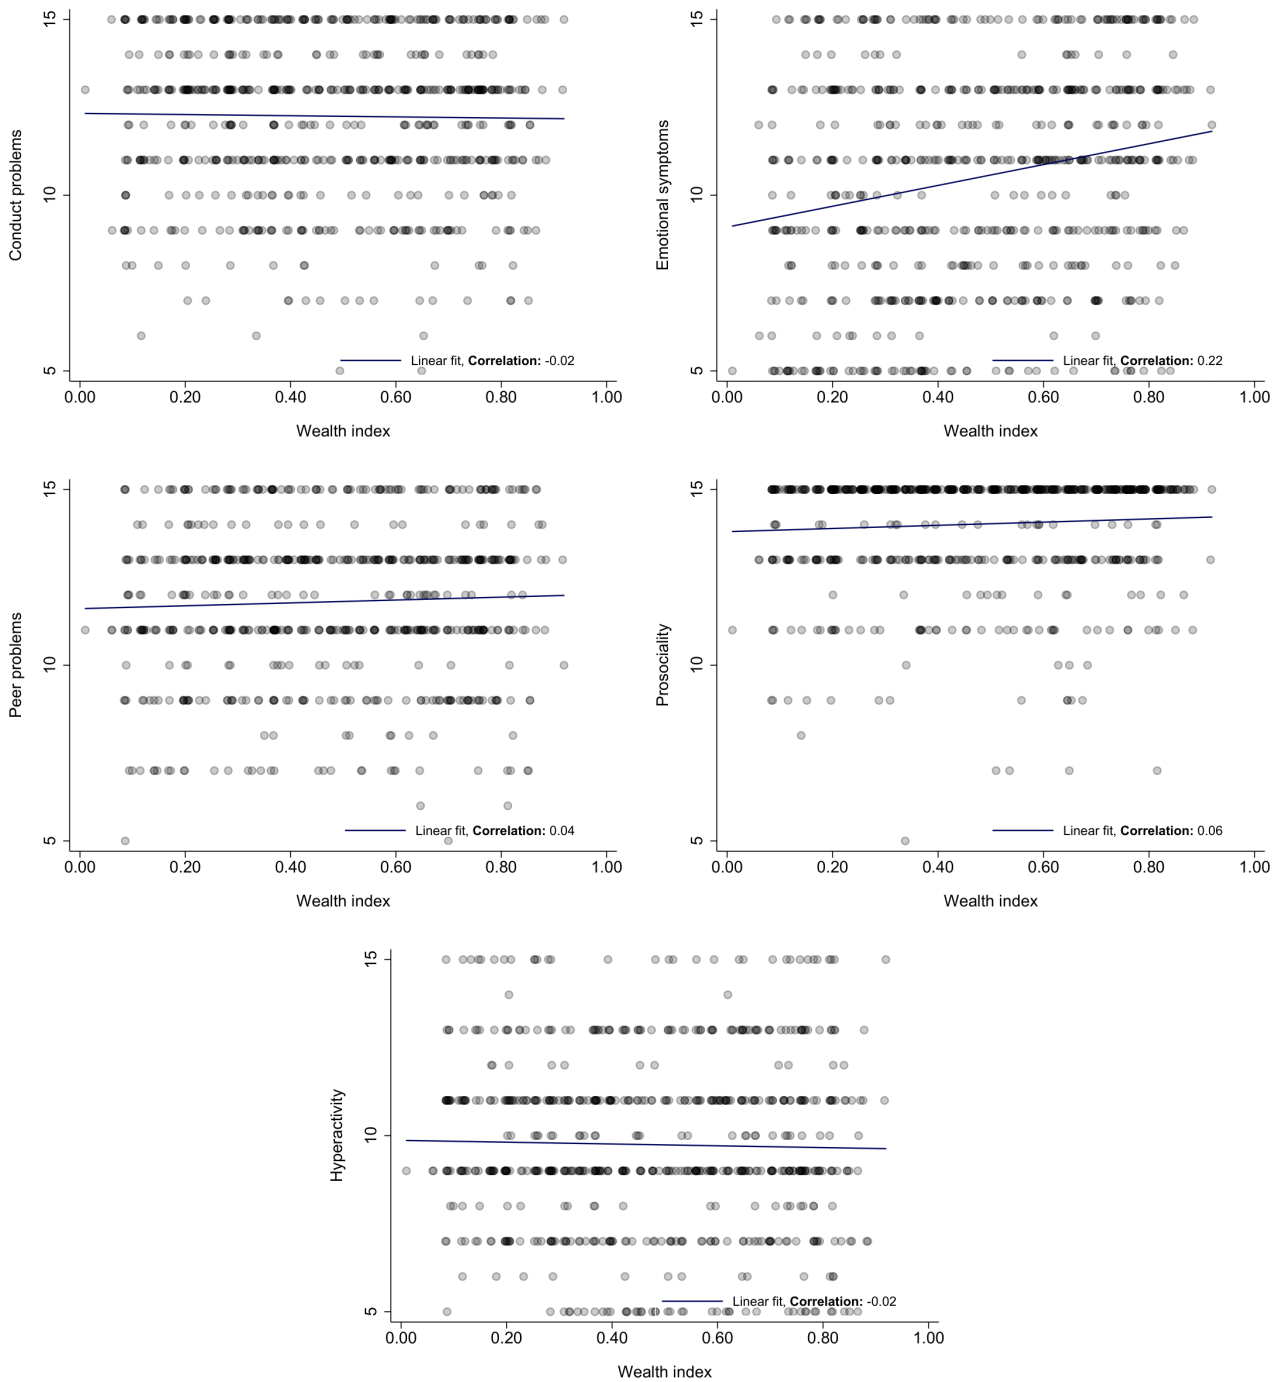 Conduct problems
15
10
5
Linear fit, Correlation: -0.02
0.00 0.20 0.40 0.60 0.80 1.00
Wealth index
Emotional symptoms
15
10
5
Linear fit, Correlation: 0.22
0.00 0.20 0.40 0.60 0.80 1.00
Wealth index
Peer problems
15
10
5
Linear fit, Correlation: 0.04
0.00 0.20 0.40 0.60 0.80 1.00
Wealth index
Prosociality
15
10
5
Linear fit, Correlation: 0.06
0.00 0.20 0.40 0.60 0.80 1.00
Wealth index
Hyperactivity
15
10
5
Linear fit, Correlation: -0.02
0.00 0.20 0.40 0.60 0.80 1.00
Wealth index